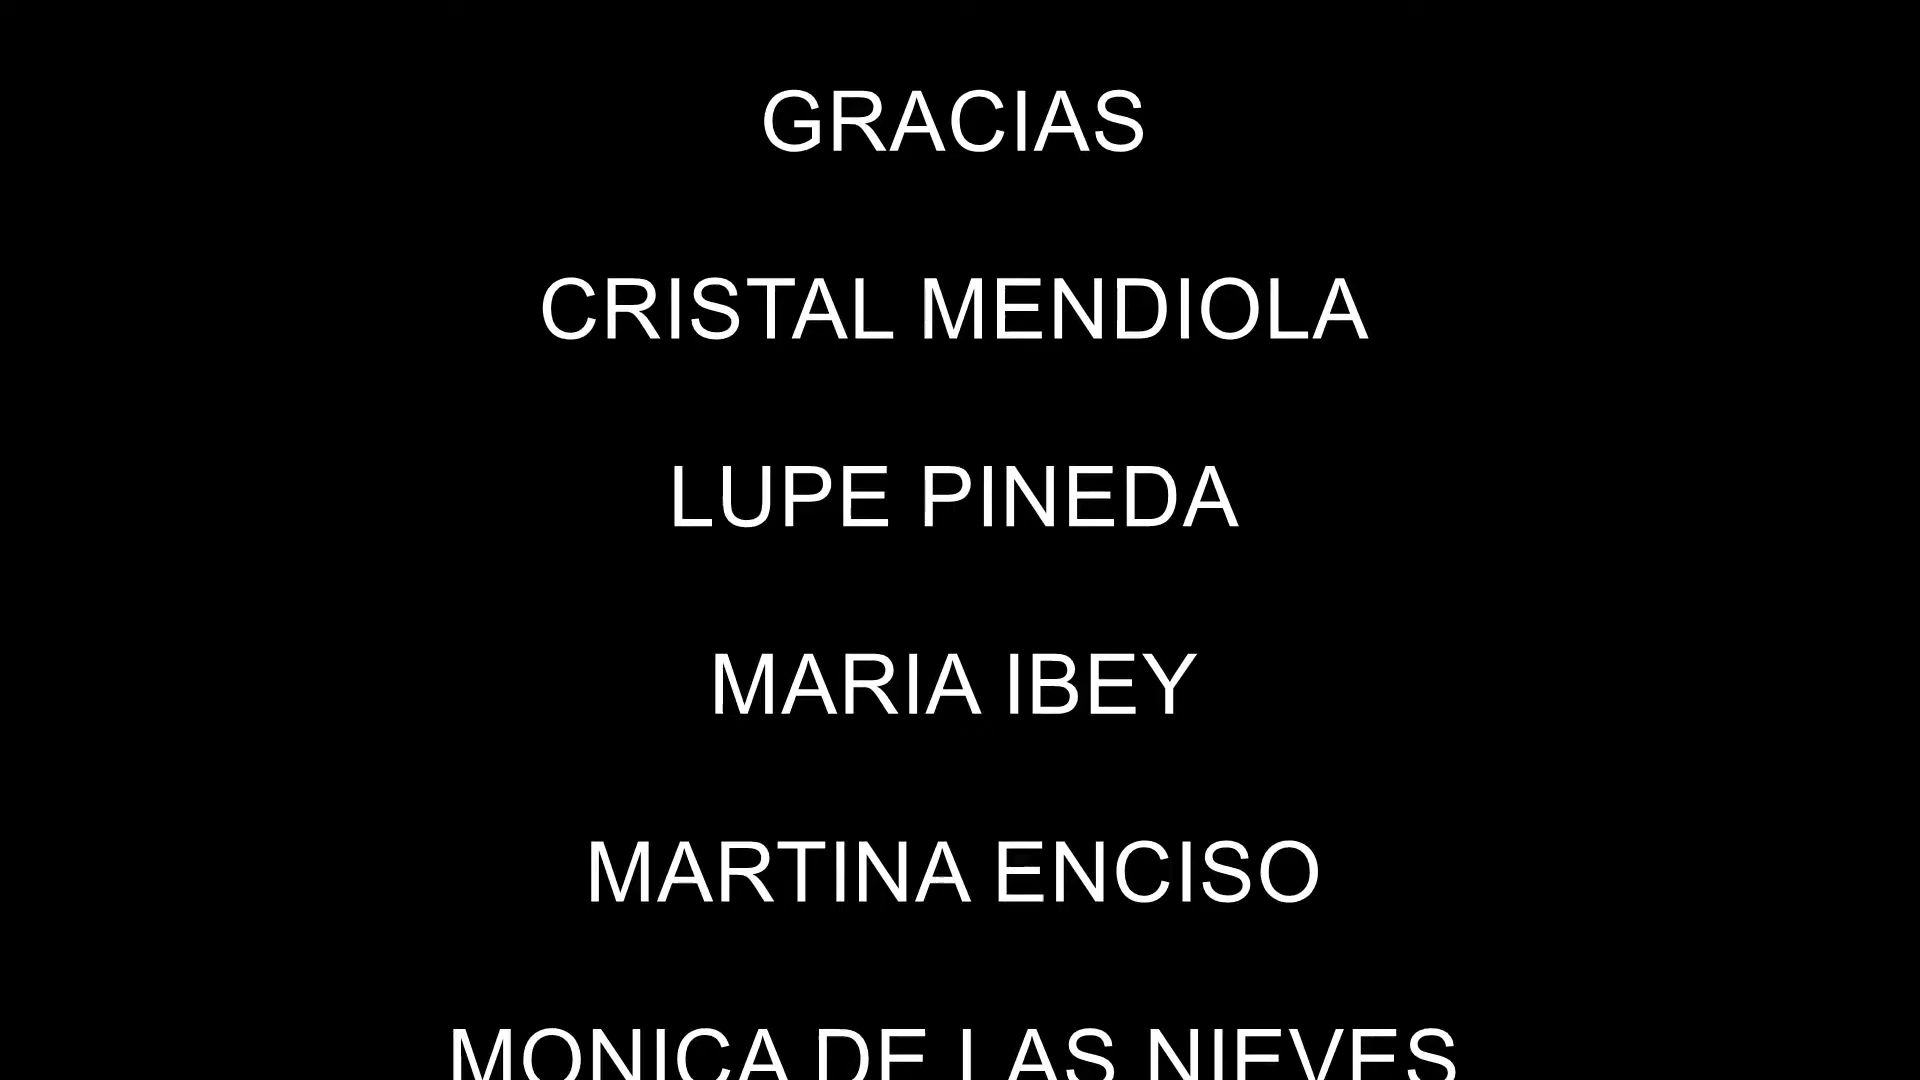 GRACIAS
CRISTAL MENDIOLA
LUPE PINEDA
MARIA IBEY
MARTINA ENCISO
MONICA DE LAS NIEVES